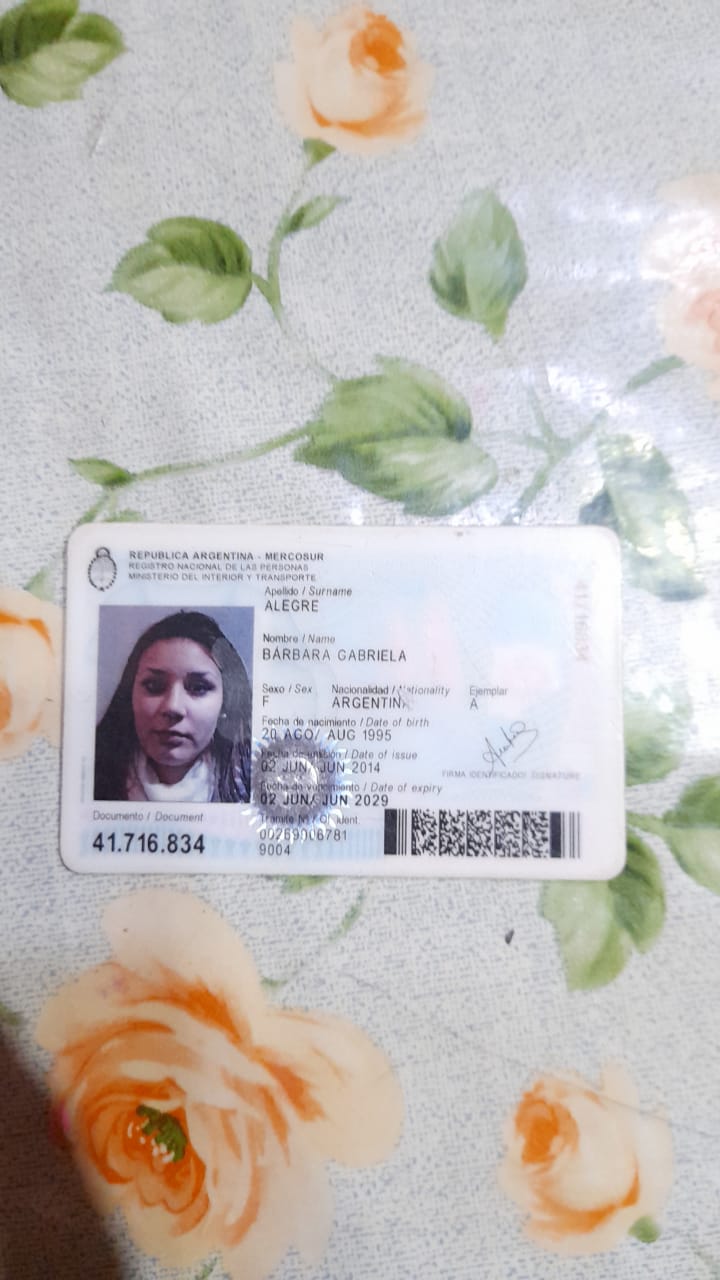 REPUBLICA ARGENTINA - MERCOSUR
REGISTRO NACIONAL DE LAS PERSONAS
MINISTERIO DEL INTERIOR Y TRANSPORTE
Apellido / Surname
ALEGRE
Nombre / Name
BÁRBARA GABRIELA
Sexo / Sex Nacionalidad / Nationality Ejemplar
F ARGENTINA A
Fecha de nacimiento / Date of birth
20 AGO/ AUG 1995
Fecha de emisión / Date of issue
02 JUN/ JUN 2014
FIRMA IDENTIFICADO/ SIGNATURE
Fecha de vencimiento / Date of expiry
02 JUN/ JUN 2029
Documento / Document
41.716.834
Trámite Nº / Of. ident.
00269906781
9004